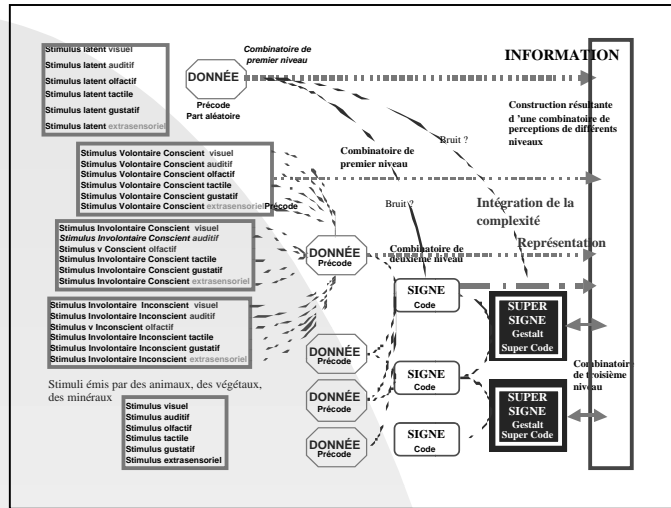 Stimulus latent visuel
Stimulus latent auditif
Stimulus latent olfactif
Stimulus latent tactile
Stimulus latent gustatif
Stimulus latent extrasensoriel
DONNÉE
Précode
Part aléatoire
Combinatoire de
premier niveau
INFORMATION
Construction résultante
d 'une combinatoire de
perceptions de différents
niveaux
Bruit ?
Combinatoire de
premier niveau
Stimulus Volontaire Conscient visuel
Stimulus Volontaire Conscient auditif
Stimulus Volontaire Conscient olfactif
Stimulus Volontaire Conscient tactile
Stimulus Volontaire Conscient gustatif
Stimulus Volontaire Conscient extrasensorielPrécode
Bruit ?
Intégration de la
complexité
Représentation
Stimulus Involontaire Conscient visuel
Stimulus Involontaire Conscient auditif
Stimulus v Conscient olfactif
Stimulus Involontaire Conscient tactile
Stimulus Involontaire Conscient gustatif
Stimulus Involontaire Conscient extrasensoriel
DONNÉE
Précode
Combinatoire de
deuxième niveau
SIGNE
Code
SUPER
SIGNE
Gestalt
Super Code
Stimulus Involontaire Inconscient visuel
Stimulus Involontaire Inconscient auditif
Stimulus v Inconscient olfactif
Stimulus Involontaire Inconscient tactile
Stimulus Involontaire Inconscient gustatif
Stimulus Involontaire Inconscient extrasensoriel
DONNÉE
Précode
SIGNE
Code
Combinatoire
de troisième
niveau
Stimuli émis par des animaux, des végétaux,
des minéraux
DONNÉE
Précode
SUPER
SIGNE
Gestalt
Super Code
Stimulus visuel
Stimulus auditif
Stimulus olfactif
Stimulus tactile
Stimulus gustatif
Stimulus extrasensoriel
DONNÉE
Précode
SIGNE
Code